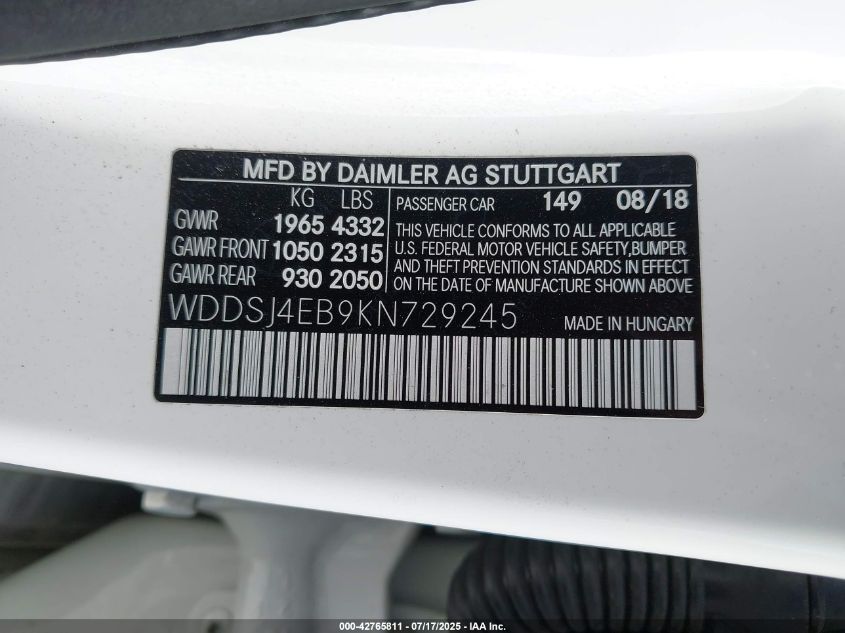 MFD BY DAIMLER AG STUTTGART
KG LBS
GVWR 1965 4332
GAWR FRONT 1050 2315
GAWR REAR 930 2050
PASSENGER CAR 149 08/18
THIS VEHICLE CONFORMS TO ALL APPLICABLE
U.S. FEDERAL MOTOR VEHICLE SAFETY,BUMPER
AND THEFT PREVENTION STANDARDS IN EFFECT
ON THE DATE OF MANUFACTURE SHOWN ABOVE
WDDSJ4EB9KN729245
MADE IN HUNGARY
000-42765811 - 07/17/2025 - IAA Inc.